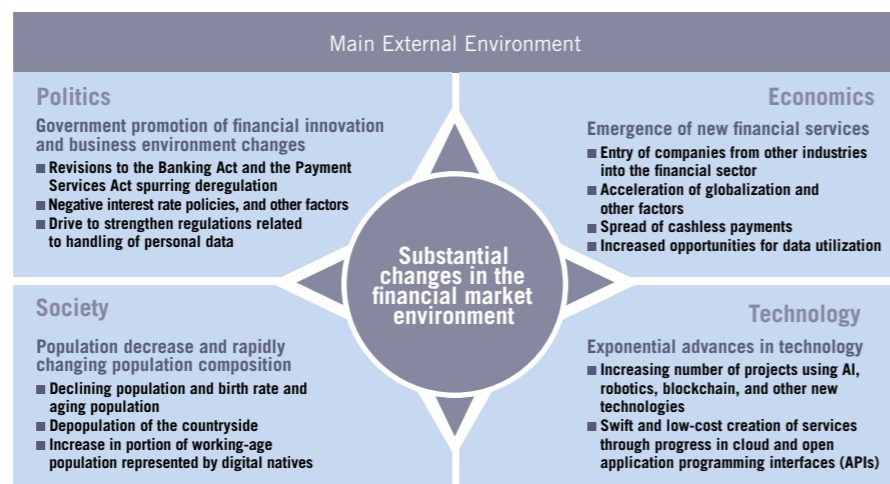 Main External Environment
Politics
Government promotion of financial innovation
and business environment changes
■ Revisions to the Banking Act and the Payment
Services Act spurring deregulation
■ Negative interest rate policies, and other factors
■ Drive to strengthen regulations related
to handling of personal data
Economics
Emergence of new financial services
■ Entry of companies from other industries
into the financial sector
■ Acceleration of globalization and
other factors
■ Spread of cashless payments
■ Increased opportunities for data utilization
Substantial
changes in the
financial market
environment
Society
Population decrease and rapidly
changing population composition
■ Declining population and birth rate and
aging population
■ Depopulation of the countryside
■ Increase in portion of working-age
population represented by digital natives
Technology
Exponential advances in technology
■ Increasing number of projects using AI,
robotics, blockchain, and other new
technologies
■ Swift and low-cost creation of services
through progress in cloud and open
application programming interfaces (APIs)